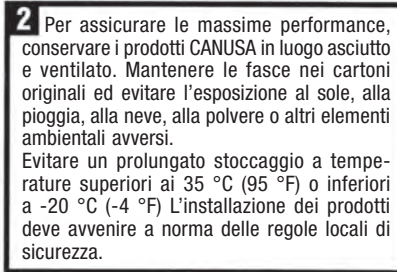 2 Per assicurare le massime performance,
conservare i prodotti CANUSA in luogo asciutto
e ventilato. Mantenere le fasce nei cartoni
originali ed evitare l'esposizione al sole, alla
pioggia, alla neve, alla polvere o altri elementi
ambientali avversi.
Evitare un prolungato stoccaggio a tempe-
rature superiori ai 35 °C (95 °F) o inferiori
a -20 °C (-4 °F) L'installazione dei prodotti
deve avvenire a norma delle regole locali di
sicurezza.